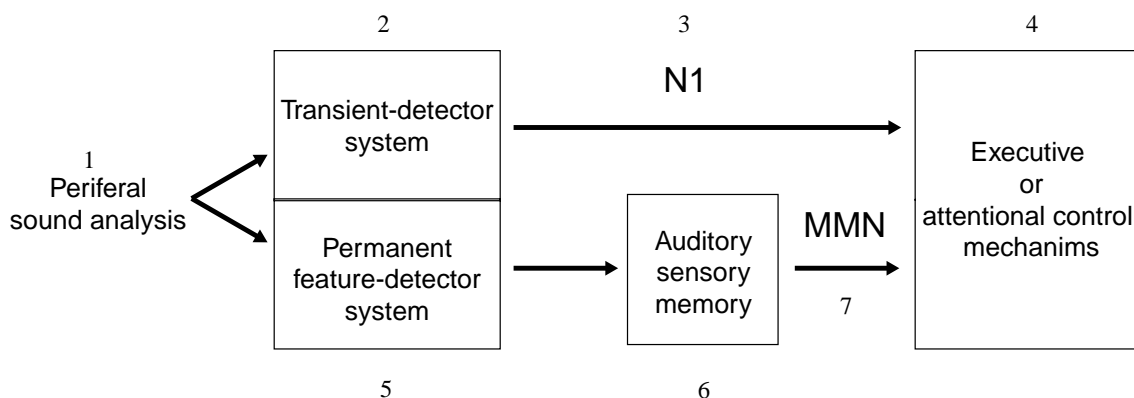 2
3
4
Transient-detector
system
N1
1
Periferal
sound analysis
Executive
or
attentional control
mechanims
Permanent
feature-detector
system
Auditory
sensory
memory
MMN
7
5
6